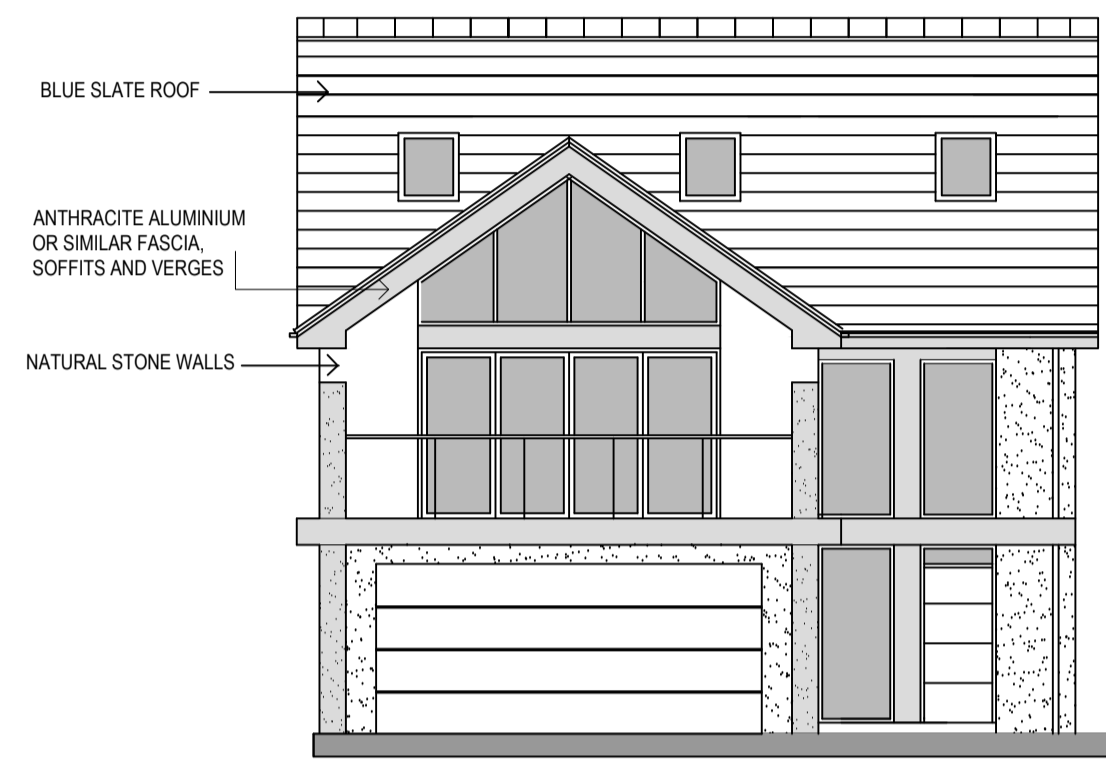 BLUE SLATE ROOF
ANTHRACITE ALUMINIUM
OR SIMILAR FASCIA,
SOFFITS AND VERGES
NATURAL STONE WALLS